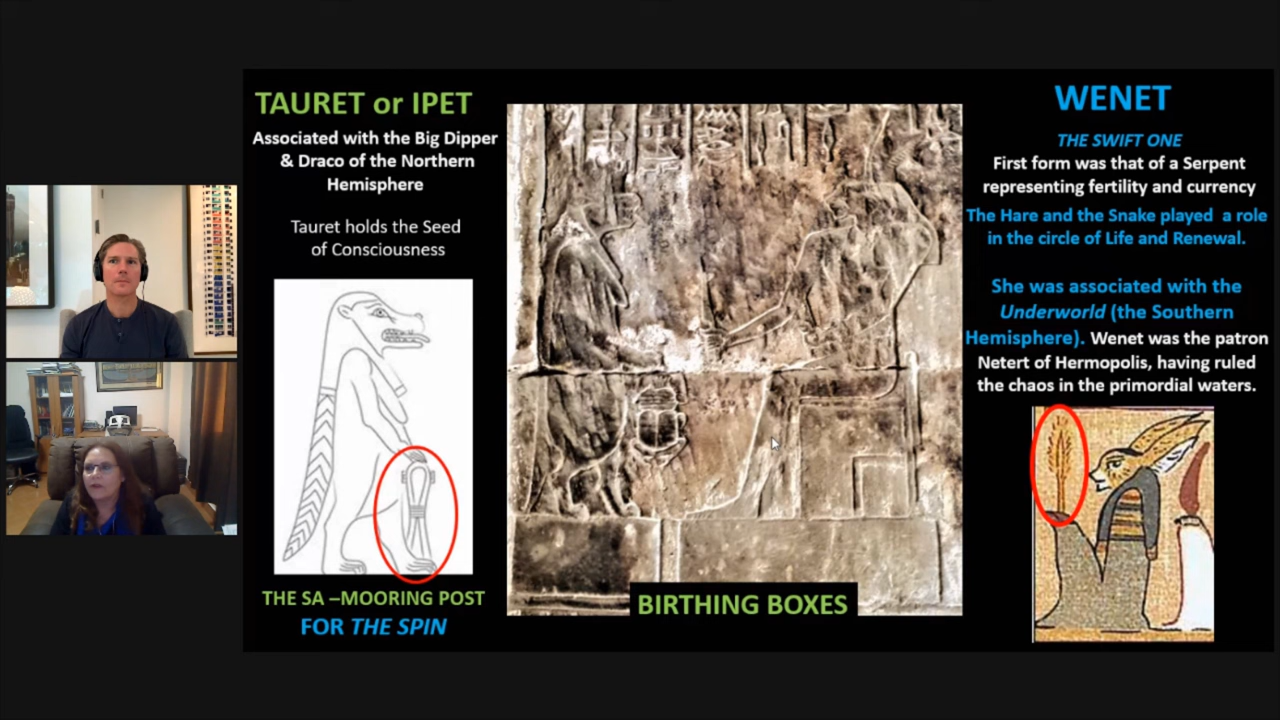 TAURET or IPET
Associated with the Big Dipper
& Draco of the Northern
Hemisphere
Tauret holds the Seed
of Consciousness
THE SA –MOORING POST
FOR THE SPIN
BIRTHING BOXES
WENET
THE SWIFT ONE
First form was that of a Serpent
representing fertility and currency
The Hare and the Snake played a role
in the circle of Life and Renewal.
She was associated with the
Underworld (the Southern
Hemisphere). Wenet was the patron
Netert of Hermopolis, having ruled
the chaos in the primordial waters.